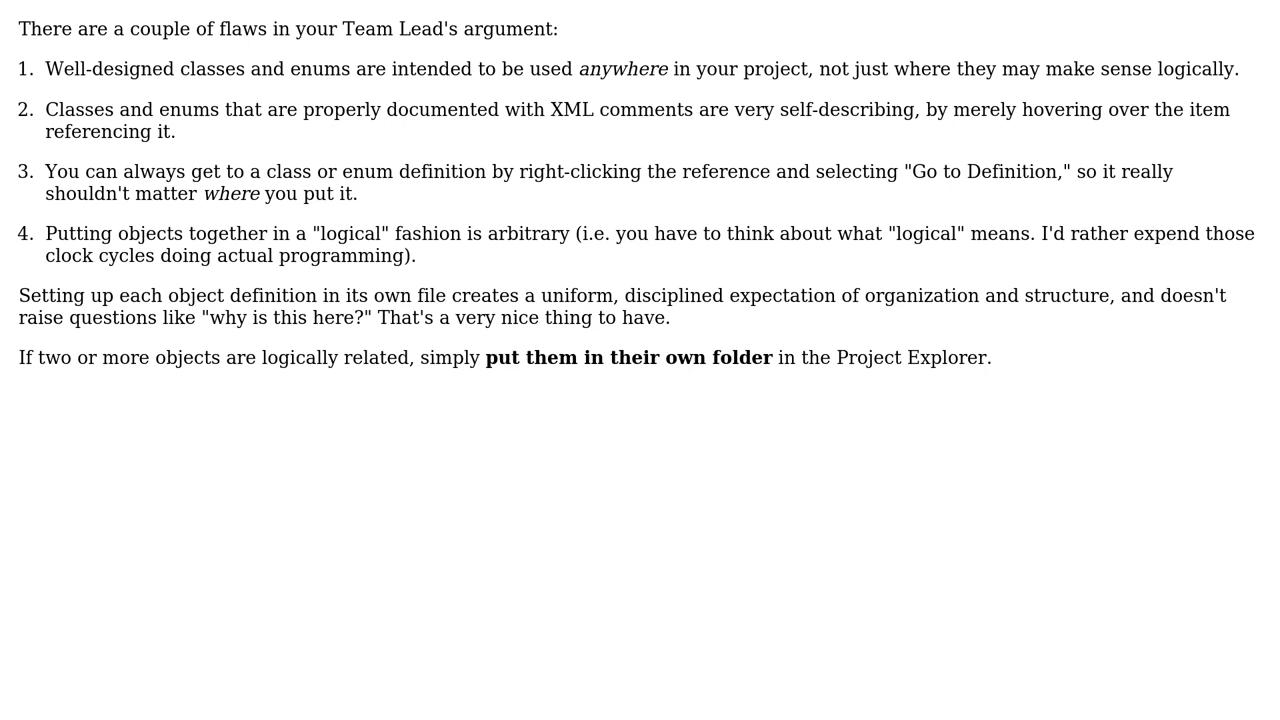 There are a couple of flaws in your Team Lead's argument:
1. Well-designed classes and enums are intended to be used anywhere in your project, not just where they may make sense logically.
2. Classes and enums that are properly documented with XML comments are very self-describing, by merely hovering over the item
referencing it.
3. You can always get to a class or enum definition by right-clicking the reference and selecting "Go to Definition," so it really
shouldn't matter where you put it.
4. Putting objects together in a "logical" fashion is arbitrary (i.e. you have to think about what "logical" means. I'd rather expend those
clock cycles doing actual programming).
Setting up each object definition in its own file creates a uniform, disciplined expectation of organization and structure, and doesn't
raise questions like "why is this here?" That's a very nice thing to have.
If two or more objects are logically related, simply put them in their own folder in the Project Explorer.